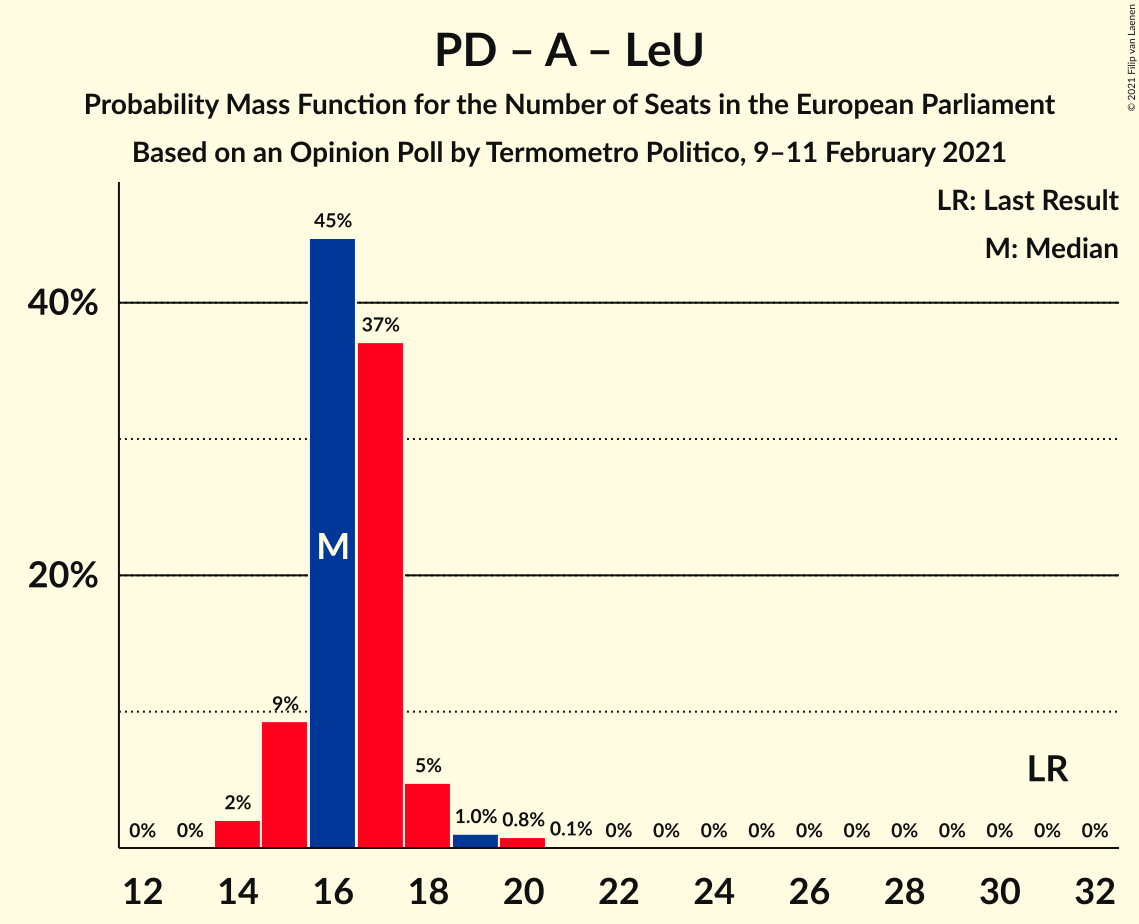 PD – A – LeU
Probability Mass Function for the Number of Seats in the European Parliament
Based on an Opinion Poll by Termometro Politico, 9–11 February 2021
© 2021 Filip van Laenen
LR: Last Result
M: Median
45%
40%
37%
M
20%
9%
LR
5%
2%
1.0%
0.8%
0.1%
0% 0% 0% 0% 0% 0% 0% 0% 0% 0% 0% 0% 0%
12 14 16 18 20 22 24 26 28 30 32